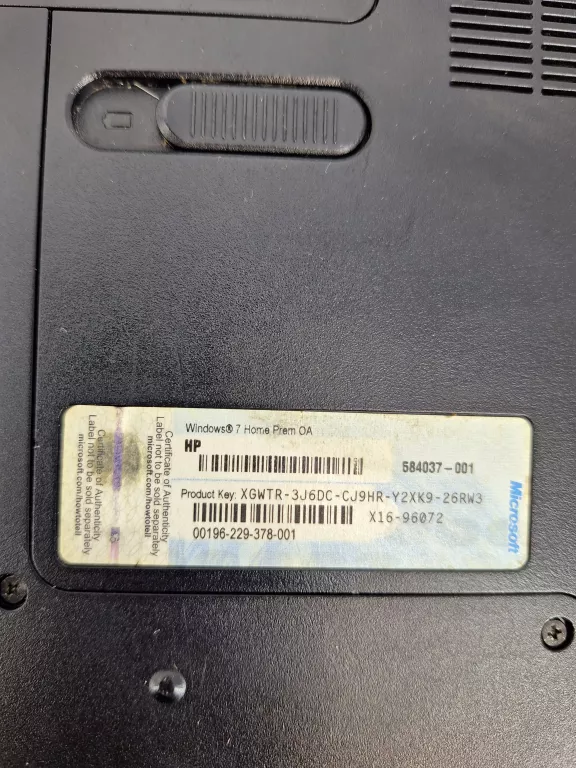 Windows® 7 Home Prem OA
HP
584037-001
Product Key: XGWTR-3J6DC-CJ9HR-Y2XK9-26RW3
X16-96072
00196-229-378-001
Microsoft
Certificate of Authenticity
Label not to be sold separately
microsoft.com/howtotell
Certificate of Authenticity
Label not to be sold separately
microsoft.com/howtotell